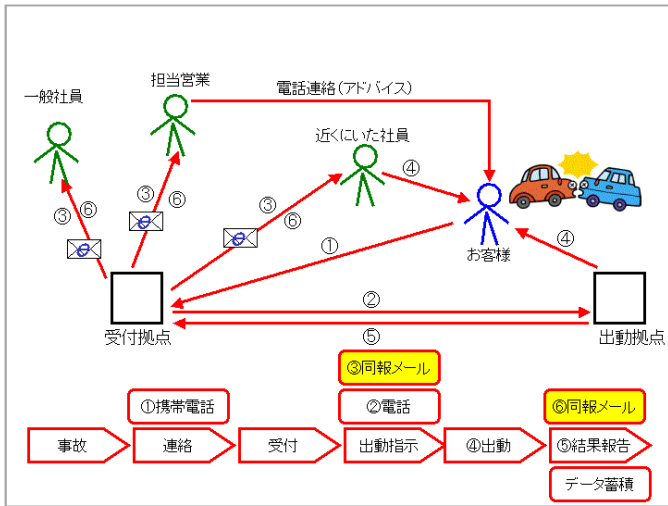 担当営業
一般社員
電話連絡(アドバイス)
近くにいた社員
④
③
⑥
③
⑥
③
⑥
①
お客様
④
②
受付拠点
⑤
出動拠点
③同報メール
①携帯電話
②電話
⑥同報メール
事故
連絡
受付
出動指示
④出動
⑤結果報告
データ蓄積